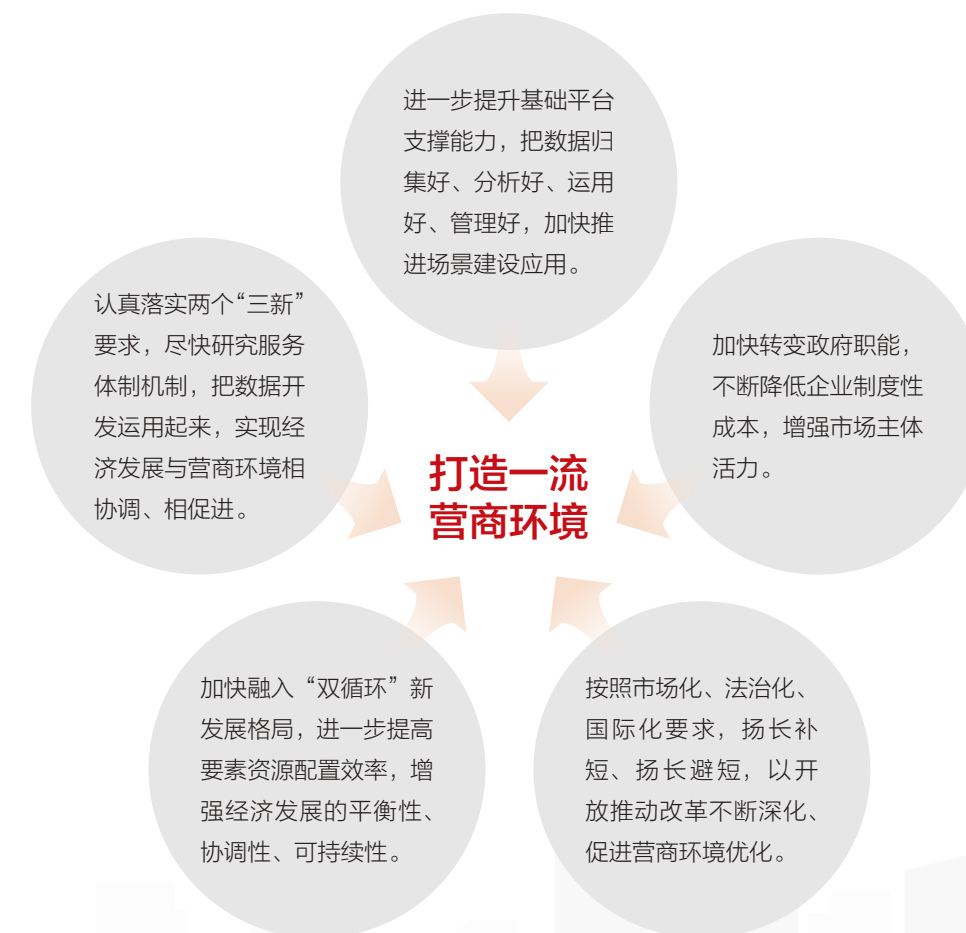 进一步提升基础平台
支撑能力，把数据归
集好、分析好、运用
好、管理好，加快推
进场景建设应用。
认真落实两个“三新”
要求，尽快研究服务
体制机制，把数据开
发运用起来，实现经
济发展与营商环境相
协调、相促进。
加快转变政府职能，
不断降低企业制度性
成本，增强市场主体
活力。
打造一流
营商环境
加快融入“双循环”新
发展格局，进一步提高
要素资源配置效率，增
强经济发展的平衡性、
协调性、可持续性。
按照市场化、法治化、
国际化要求，扬长补
短、扬长避短，以开
放推动改革不断深化、
促进营商环境优化。